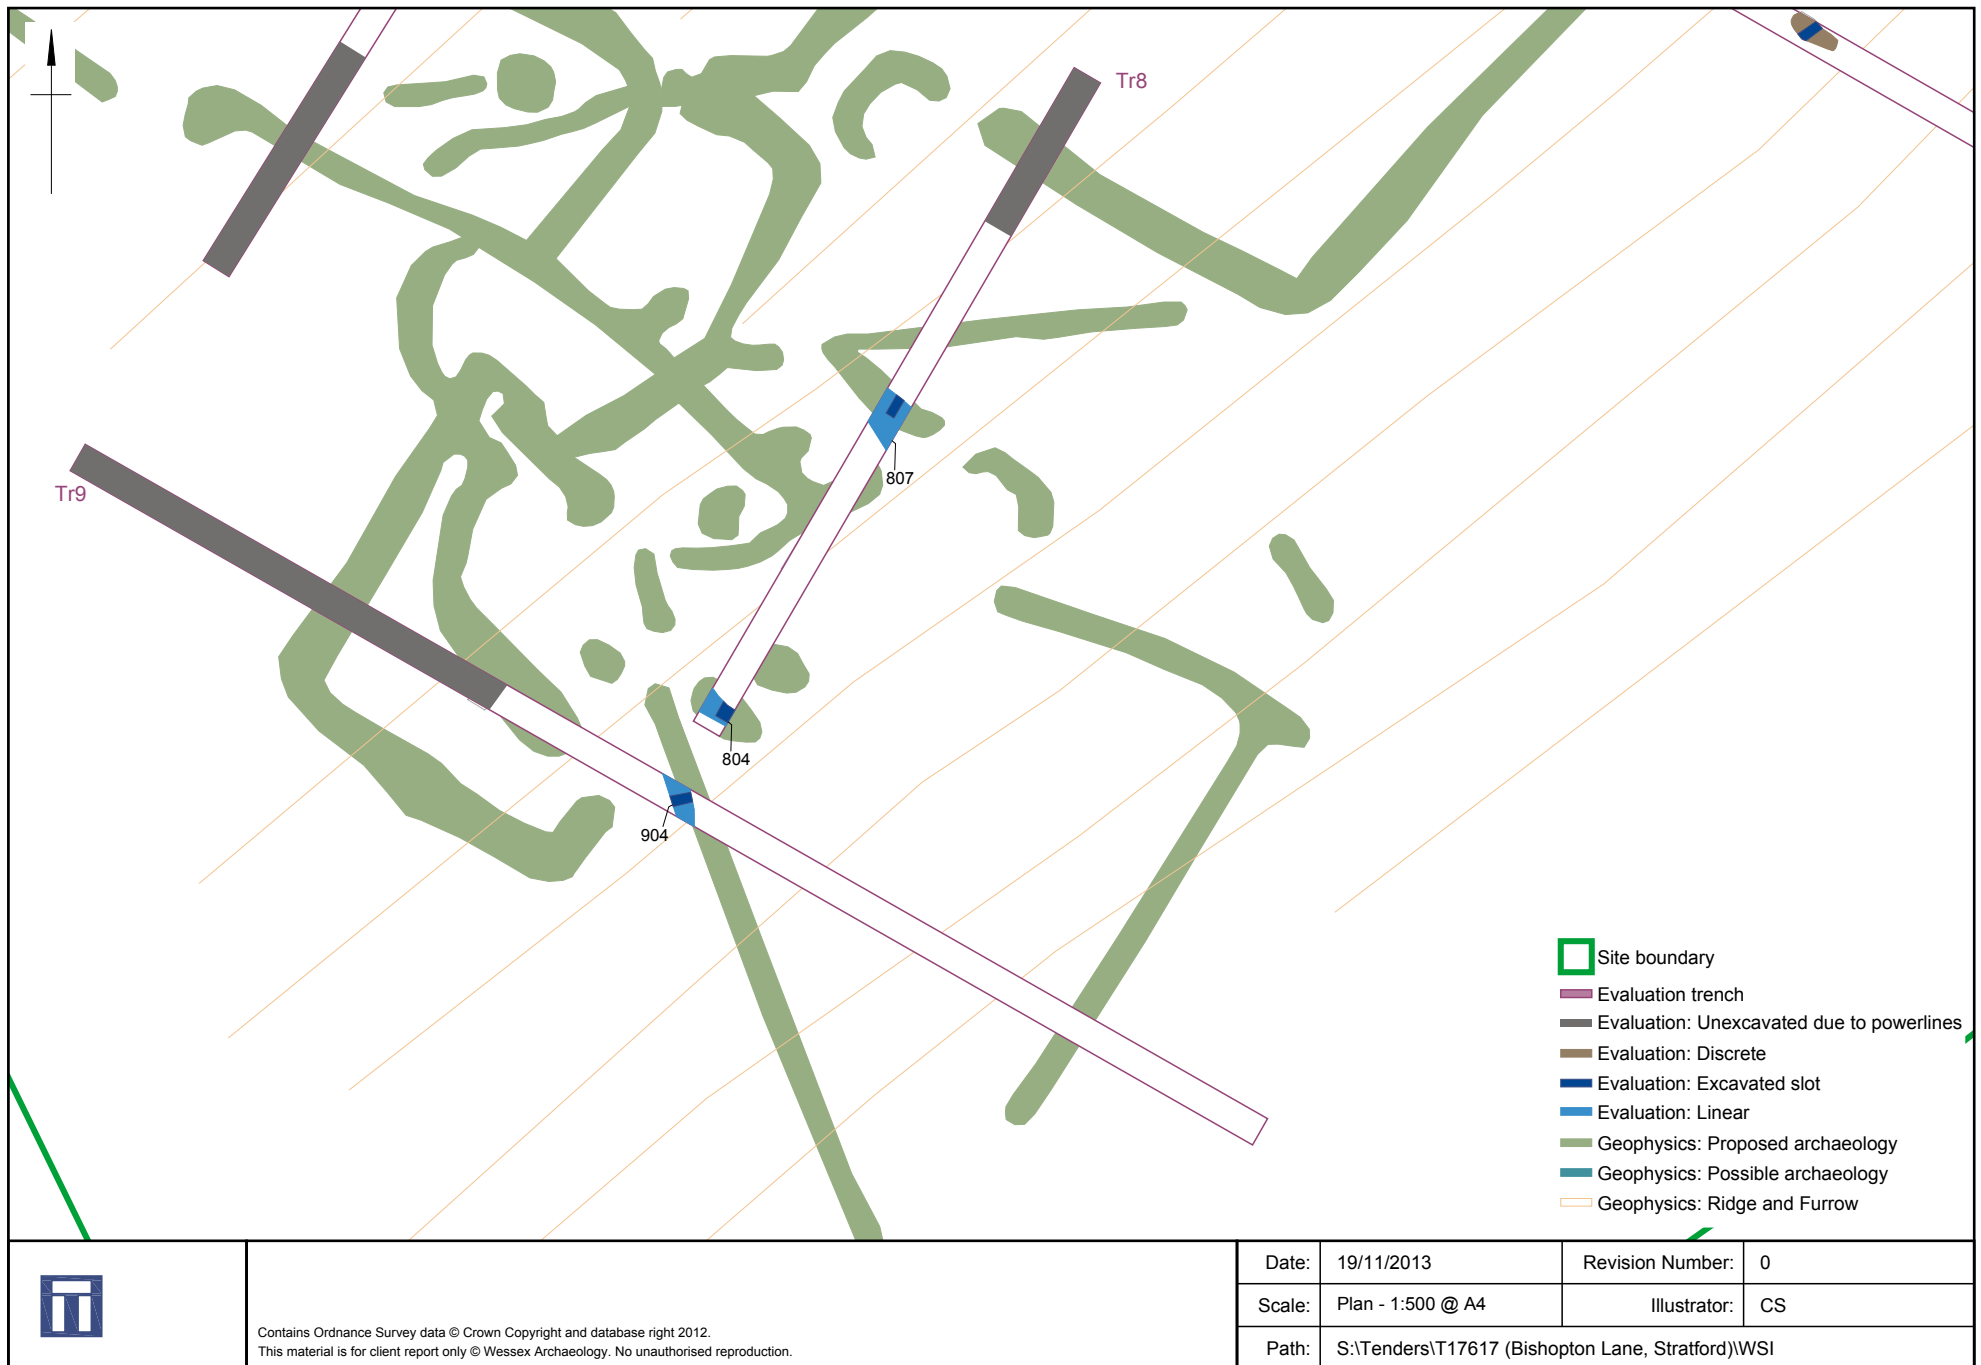 Tr8
Tr9
807
804
904
Site boundary
Evaluation trench
Evaluation: Unexcavated due to powerlines
Evaluation: Discrete
Evaluation: Excavated slot
Evaluation: Linear
Geophysics: Proposed archaeology
Geophysics: Possible archaeology
Geophysics: Ridge and Furrow
Contains Ordnance Survey data © Crown Copyright and database right 2012.
This material is for client report only © Wessex Archaeology. No unauthorised reproduction.
Date: 19/11/2013 Revision Number: 0
Scale: Plan - 1:500 @ A4 Illustrator: CS
Path: S:\Tenders\T17617 (Bishopton Lane, Stratford)\WSI